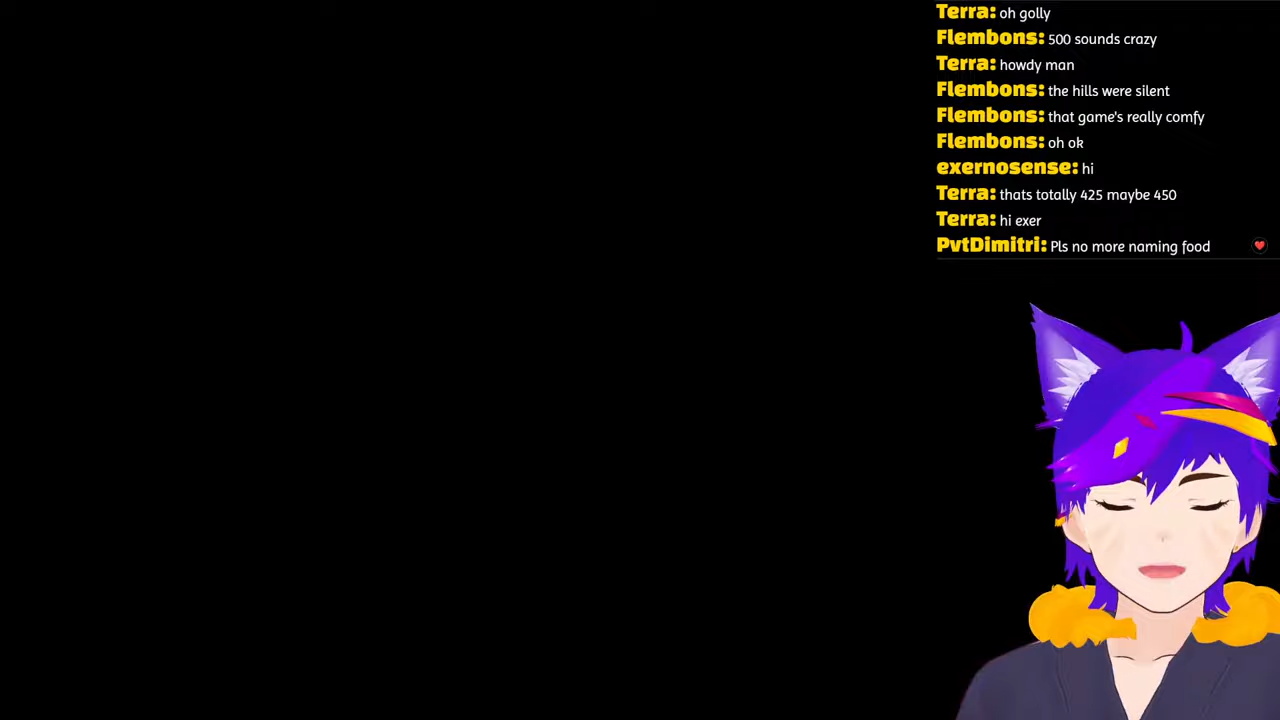 Terra: oh golly
Flembons: 500 sounds crazy
Terra: howdy man
Flembons: the hills were silent
Flembons: that game's really comfy
Flembons: oh ok
exernosense: hi
Terra: thats totally 425 maybe 450
Terra: hi exer
PvtDimitri: Pls no more naming food